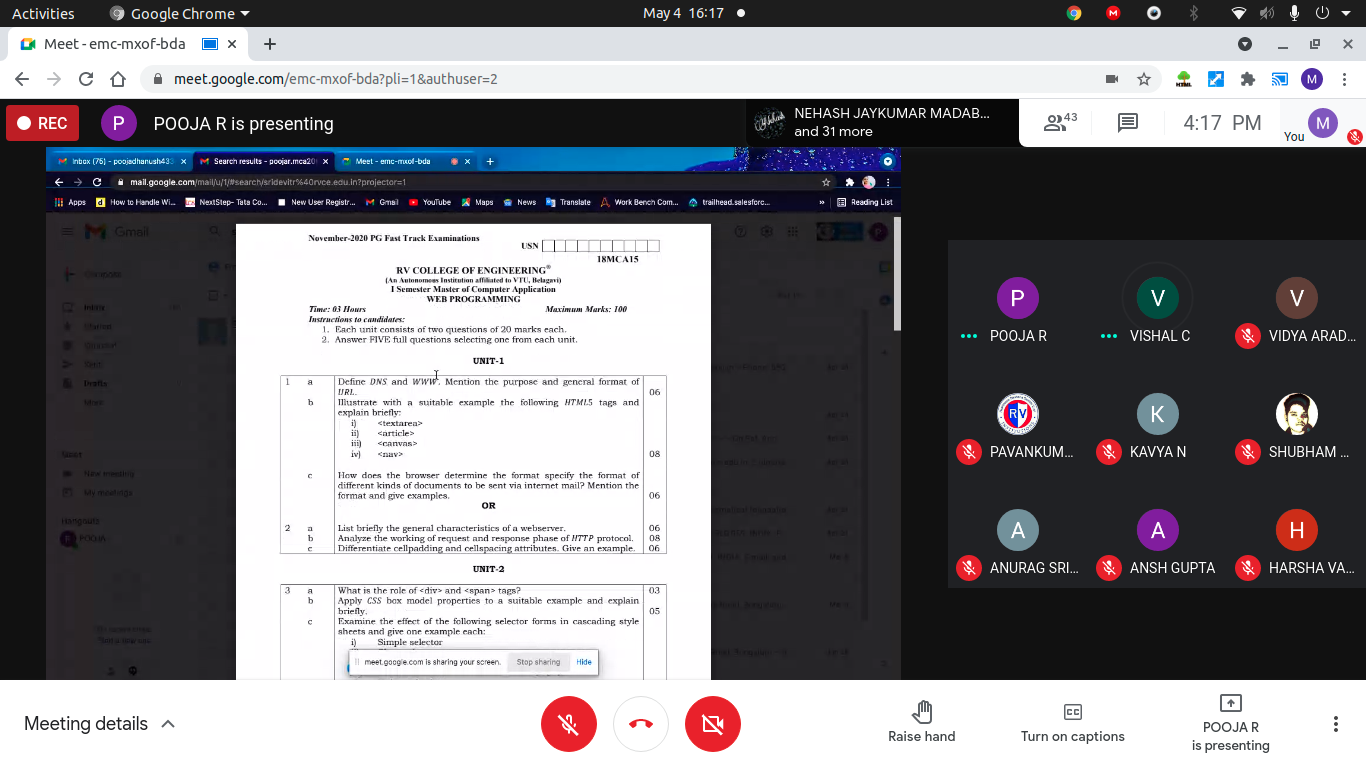 Activities
Google Chrome
May 4 16:17
Meet - emc-mxof-bda
meet.google.com/emc-mxof-bda?pli=1&authuser=2
HTML
M
REC
P
POOJA R is presenting
NEHASH JAYKUMAR MADAB...
and 31 more
43
4:17 PM
You
M
Inbox (75) - poojadhanush433
Search results - poojar.mca20
Meet - emc-mxof-bda
mail.google.com/mail/u/1/#search/sridevitr%40rvce.edu.in?projector=1
Apps
How to Handle Wi...
NextStep- Tata Co...
New User Registr...
Gmail
YouTube
Maps
News
Translate
Work Bench Com...
trailhead.salesforc...
»
Reading List
Gmail
Compose
Inbox
Drafts
New meeting
My meetings
Hangouts
November-2020 PG Fast Track Examinations
USN
18MCA15
RV COLLEGE OF ENGINEERING®
(An Autonomous Institution affiliated to VTU, Belagavi)
I Semester Master of Computer Application
WEB PROGRAMMING
Time: 03 Hours
Maximum Marks: 100
Instructions to candidates:
1. Each unit consists of two questions of 20 marks each.
2. Answer FIVE full questions selecting one from each unit.
UNIT-1
1 a Define DNS and WWW. Mention the purpose and general format of
URL. 06
b Illustrate with a suitable example the following HTML5 tags and
explain briefly:
i) <textarea>
ii) <article>
iii) <canvas>
iv) <nav> 08
c How does the browser determine the format specify the format of
different kinds of documents to be sent via internet mail? Mention the
format and give examples. 06
OR
2 a List briefly the general characteristics of a webserver. 06
b Analyze the working of request and response phase of HTTP protocol. 08
c Differentiate cellpadding and cellspacing attributes. Give an example. 06
UNIT-2
3 a What is the role of <div> and <span> tags? 03
b Apply CSS box model properties to a suitable example and explain
briefly. 05
c Examine the effect of the following selector forms in cascading style
sheets and give one example each:
i) Simple selector
meet.google.com is sharing your screen.
Stop sharing
Hide
P
POOJA R
V
VISHAL C
V
VIDYA ARAD...
RV
PAVANKUM...
K
KAVYA N
SHUBHAM ...
A
ANURAG SRI...
A
ANSH GUPTA
H
HARSHA VA...
Meeting details
Raise hand
CC
Turn on captions
POOJA R
is presenting